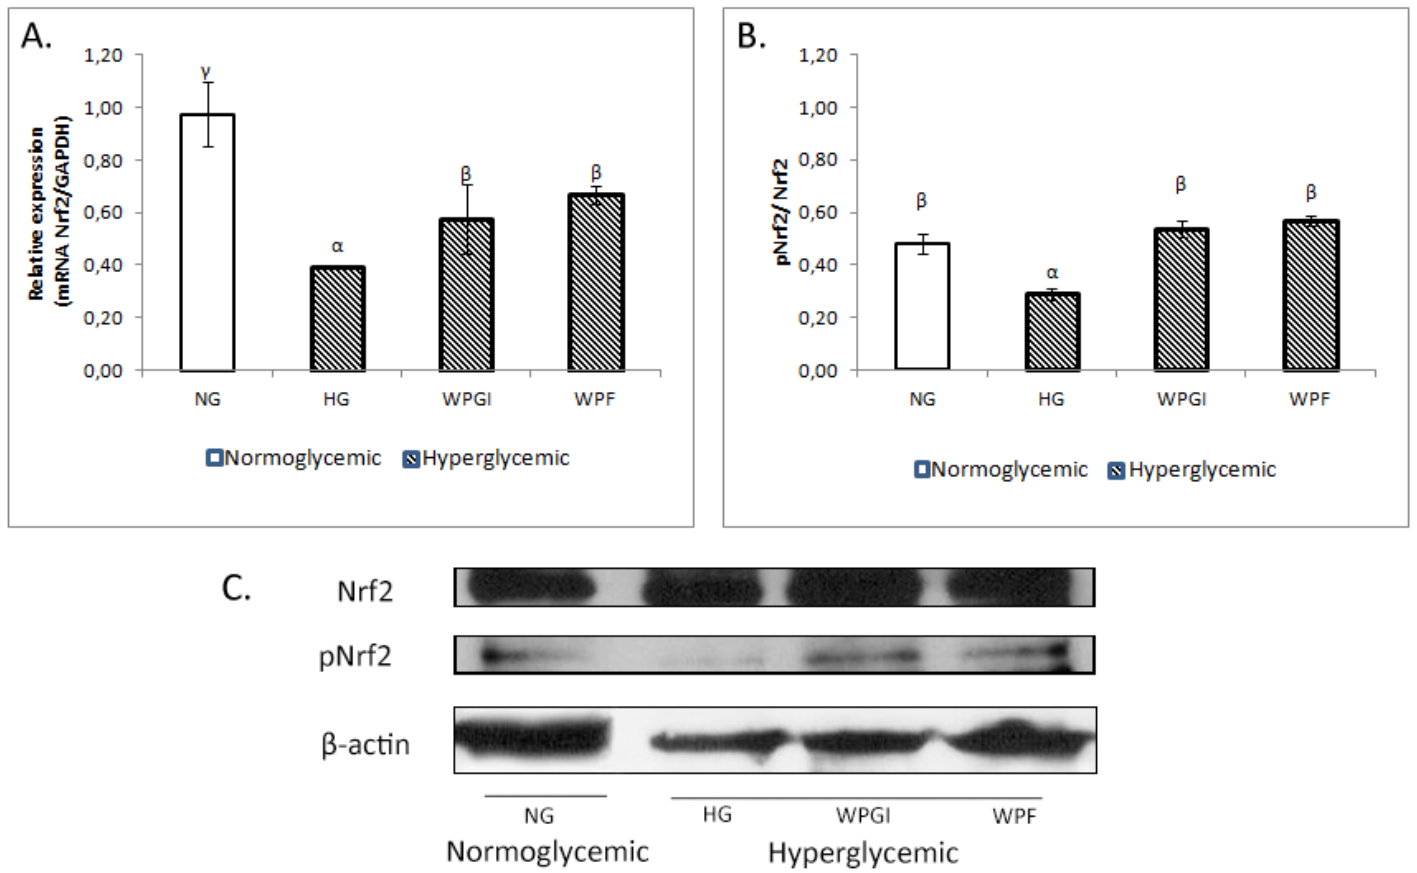 A.
1,20
1,00
0,80
0,60
0,40
0,20
0,00
Relative expression
(mRNA Nrf2/GAPDH)
γ
α
β
β
NG HG WPGI WPF
Normoglycemic Hyperglycemic
B.
1,20
1,00
0,80
0,60
0,40
0,20
0,00
pNrf2/ Nrf2
β
α
β
β
NG HG WPGI WPF
Normoglycemic Hyperglycemic
C.
Nrf2
pNrf2
β-actin
NG HG WPGI WPF
Normoglycemic Hyperglycemic